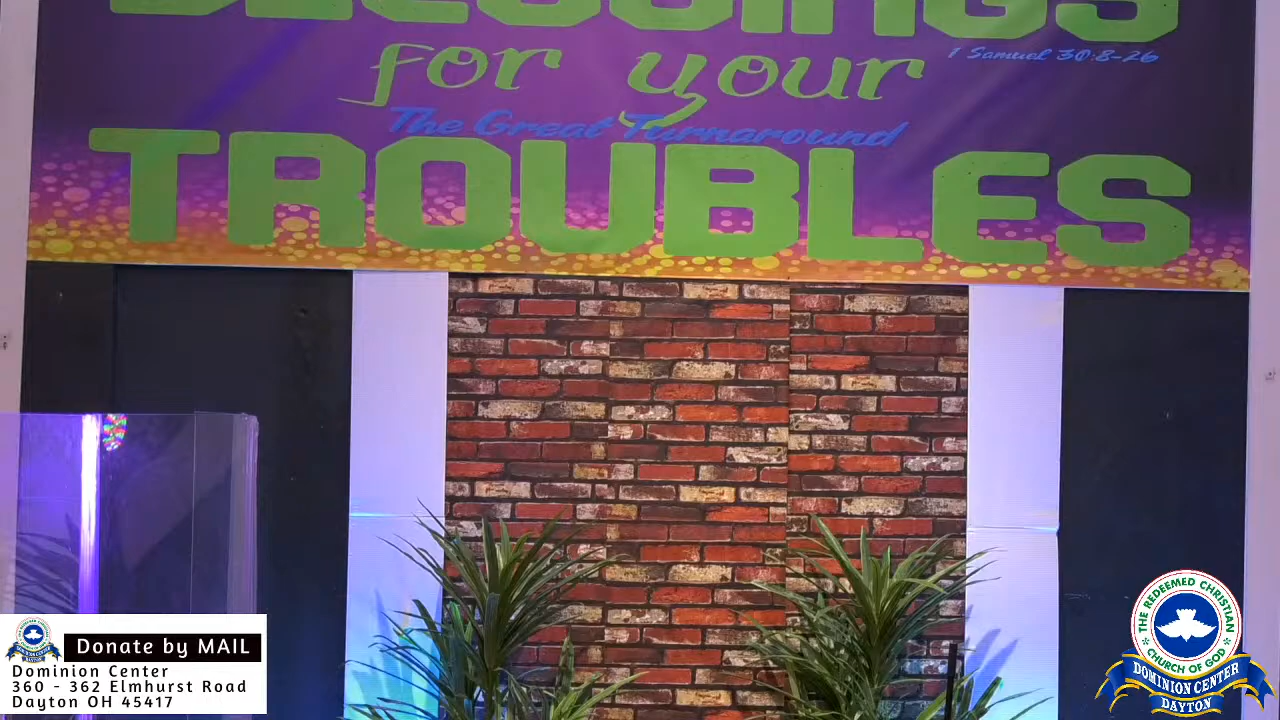 BLESSINGS
for your
1 Samuel 30:8-26
The Great Turnaround
TROUBLES
Donate by MAIL
Dominion Center
360 - 362 Elmhurst Road
Dayton OH 45417
THE REDEEMED CHRISTIAN
CHURCH OF GOD
DOMINION CENTER
DAYTON